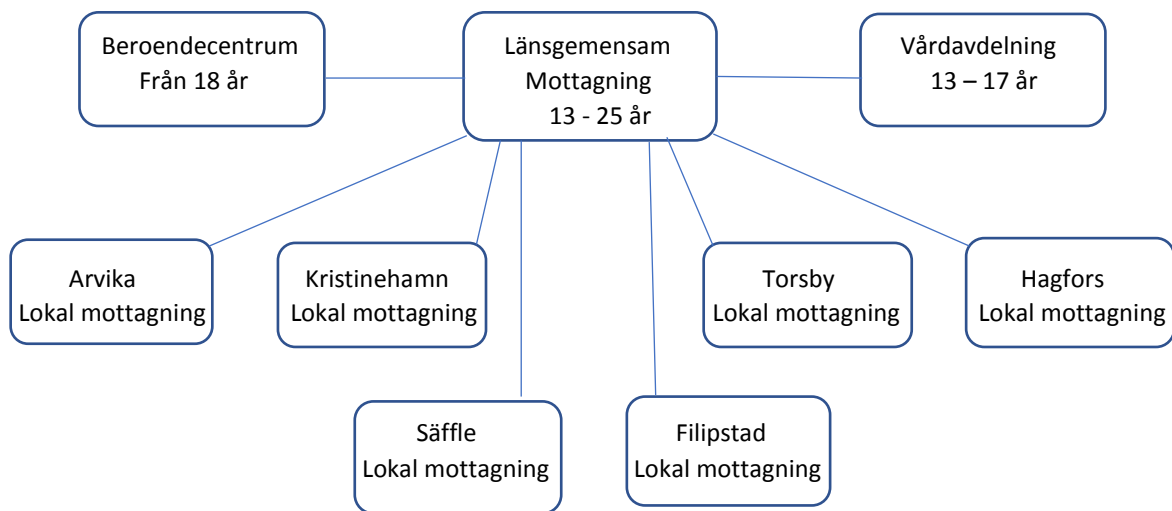 Beroendecentrum
Från 18 år
Länsgemensam
Mottagning
13 - 25 år
Vårdavdelning
13 – 17 år
Arvika
Lokal mottagning
Kristinehamn
Lokal mottagning
Torsby
Lokal mottagning
Hagfors
Lokal mottagning
Säffle
Lokal mottagning
Filipstad
Lokal mottagning